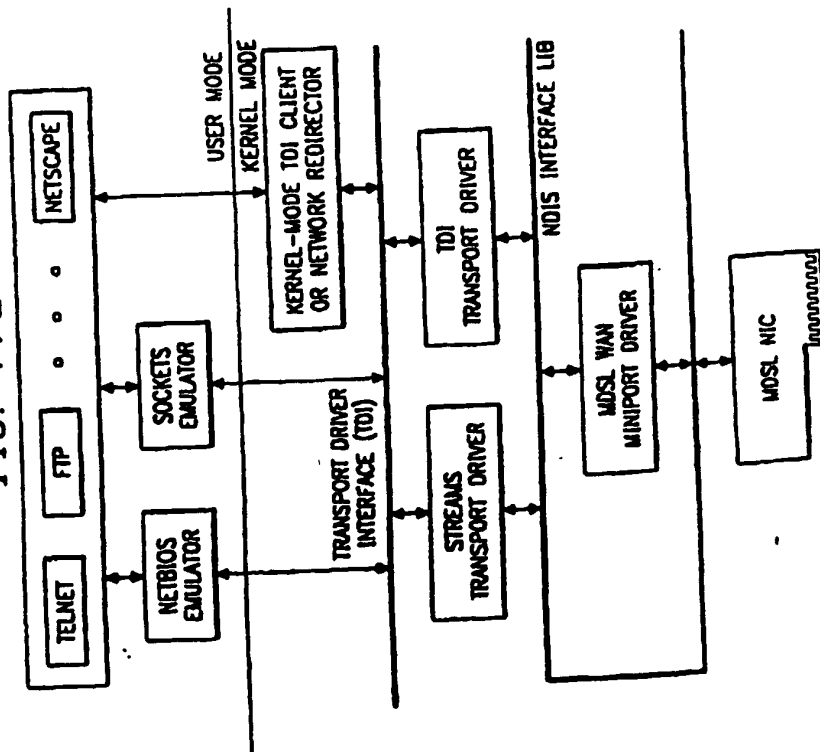 TELNET
FTP
NETSCAPE
NETBIOS
EMULATOR
SOCKETS
EMULATOR
USER MODE
KERNEL MODE
KERNEL-MODE TDI CLIENT
OR NETWORK REDIRECTOR
TRANSPORT DRIVER
INTERFACE (TDI)
STREAMS
TRANSPORT DRIVER
TDI
TRANSPORT DRIVER
NDIS INTERFACE LIB
MDSL WAN
MINIPORT DRIVER
MDSL NIC